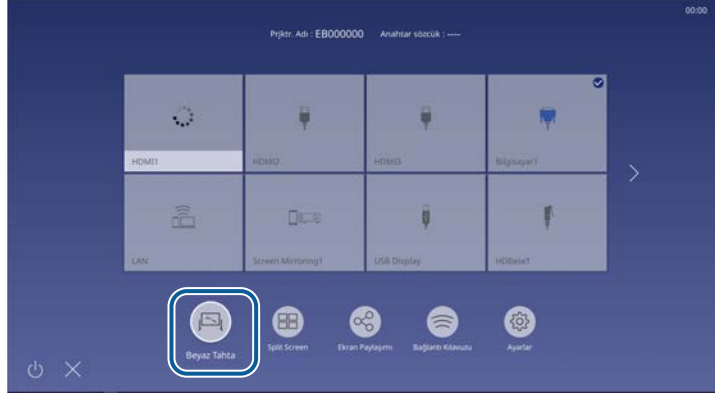 00:00
Prjktr. Adı : EB000000 Anahtar sözcük : ----
HDMI1 HDMI2 HDMI3 Bilgisayar1
LAN Screen Mirroring1 USB Display HDBaseT
Beyaz Tahta Split Screen Ekran Paylaşımı Bağlantı Kılavuzu Ayarlar